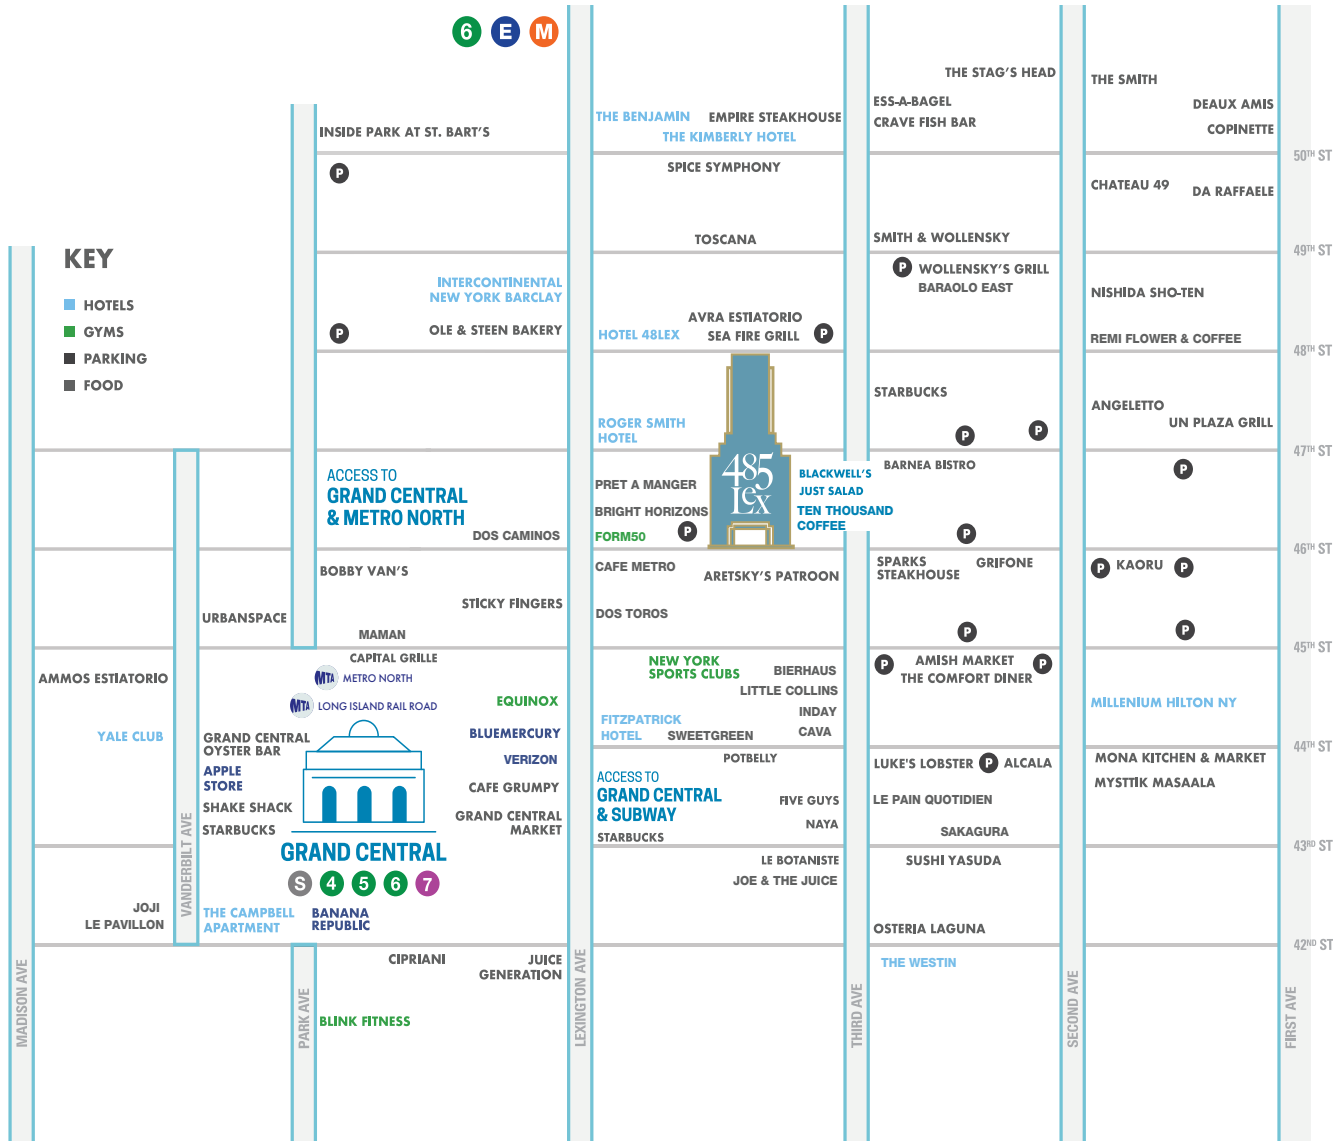 6 E M
THE STAG'S HEAD
THE SMITH
ESS-A-BAGEL
CRAVE FISH BAR
DEAUX AMIS
COPINETTE
THE BENJAMIN
EMPIRE STEAKHOUSE
THE KIMBERLY HOTEL
INSIDE PARK AT ST. BART'S
50TH ST
P
SPICE SYMPHONY
CHATEAU 49
DA RAFFAELE
TOSCANA
SMITH & WOLLENSKY
49TH ST
KEY
HOTELS
GYMS
PARKING
FOOD
INTERCONTINENTAL
NEW YORK BARCLAY
P
WOLLENSKY'S GRILL
BARAOLO EAST
NISHIDA SHO-TEN
P
OLE & STEEN BAKERY
HOTEL 48LEX
AVRA ESTIATORIO
SEA FIRE GRILL
P
REMI FLOWER & COFFEE
48TH ST
STARBUCKS
ANGELETTO
UN PLAZA GRILL
ROGER SMITH
HOTEL
P
P
47TH ST
ACCESS TO
GRAND CENTRAL
& METRO NORTH
DOS CAMINOS
PRET A MANGER
BRIGHT HORIZONS
FORM50
P
485
Lex
BLACKWELL'S
JUST SALAD
TEN THOUSAND
COFFEE
BARNEA BISTRO
P
P
46TH ST
BOBBY VAN'S
STICKY FINGERS
URBANSPACE
MAMAN
CAFE METRO
ARETSKY'S PATROON
DOS TOROS
SPARKS
STEAKHOUSE
GRIFONE
P
P
KAORU
P
P
45TH ST
AMMOS ESTIATORIO
YALE CLUB
CAPITAL GRILLE
MTA
METRO NORTH
MTA
LONG ISLAND RAIL ROAD
EQUINOX
NEW YORK
SPORTS CLUBS
BIERHAUS
LITTLE COLLINS
INDAY
CAVA
FITZPATRICK
HOTEL
SWEETGREEN
P
AMISH MARKET
THE COMFORT DINER
P
MILLENIUM HILTON NY
44TH ST
GRAND CENTRAL
OYSTER BAR
APPLE
STORE
SHAKE SHACK
STARBUCKS
BLUEMERCURY
VERIZON
CAFE GRUMPY
GRAND CENTRAL
MARKET
POTBELLY
ACCESS TO
GRAND CENTRAL
& SUBWAY
STARBUCKS
FIVE GUYS
NAYA
LUKE'S LOBSTER
P
ALCALA
LE PAIN QUOTIDIEN
SAKAGURA
MONA KITCHEN & MARKET
MYSTTIK MASAALA
43RD ST
GRAND CENTRAL
S 4 5 6 7
JOJI
LE PAVILLON
THE CAMPBELL
APARTMENT
BANANA
REPUBLIC
LE BOTANISTE
JOE & THE JUICE
SUSHI YASUDA
OSTERIA LAGUNA
42ND ST
CIPRIANI
JUICE
GENERATION
THE WESTIN
BLINK FITNESS
MADISON AVE
VANDERBILT AVE
PARK AVE
LEXINGTON AVE
THIRD AVE
SECOND AVE
FIRST AVE